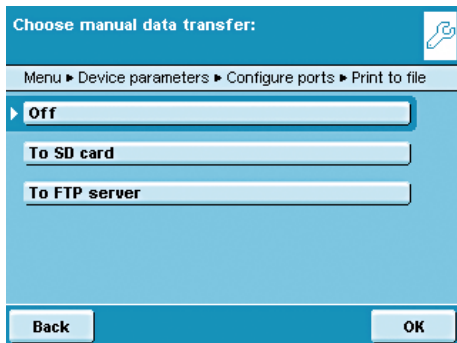 Choose manual data transfer:
Menu ▸ Device parameters ▸ Configure ports ▸ Print to file
Off
To SD card
To FTP server
Back OK